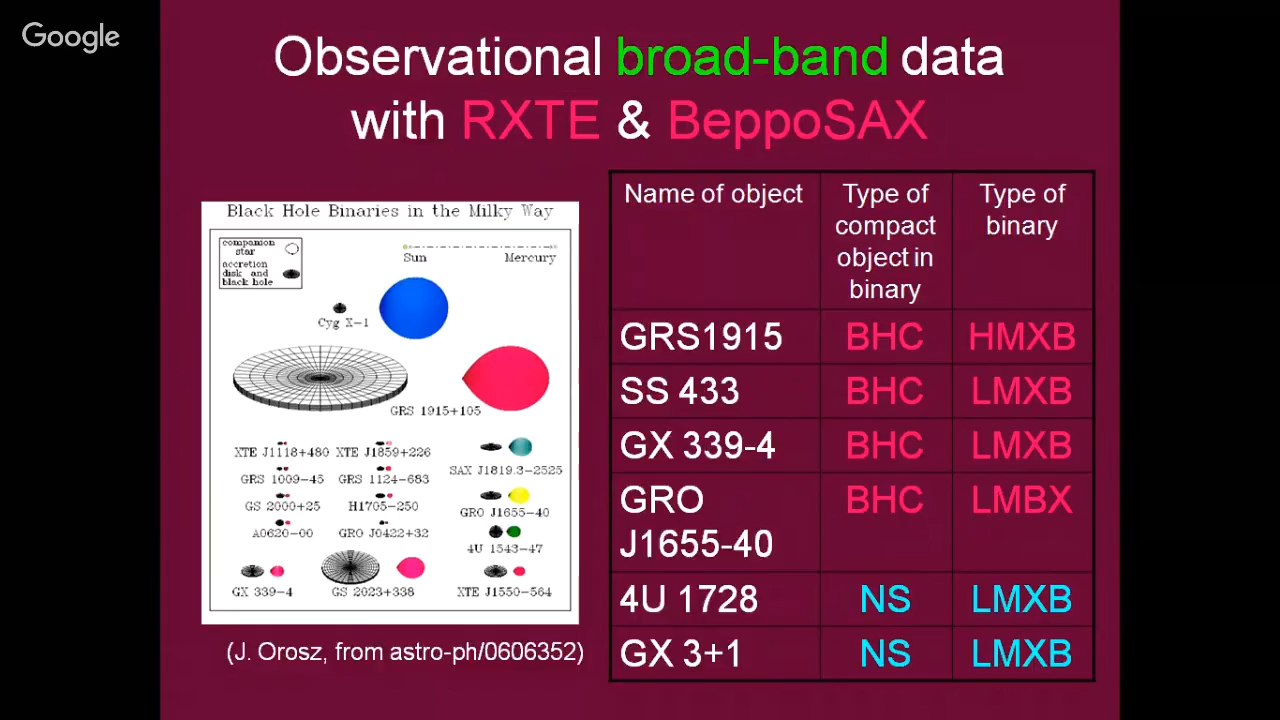 Google
Observational broad-band data
with RXTE & BeppoSAX
Black Hole Binaries in the Milky Way
companion
star
accretion
disk and
black hole
Sun Mercury
Cyg X-1
GRS 1915+105
XTE J1118+480 XTE J1859+226
SAX J1819.3-2525
GRS 1009-45 GRS 1124-683
GS 2000+25 H1705-250
GRO J1655-40
A0620-00 GRO J0422+32
4U 1543-47
GX 339-4 GS 2023+338 XTE J1550-564
(J. Orosz, from astro-ph/0606352)
Name of object Type of Type of
compact binary
object in
binary
GRS1915 BHC HMXB
SS 433 BHC LMXB
GX 339-4 BHC LMXB
GRO BHC LMBX
J1655-40
4U 1728 NS LMXB
GX 3+1 NS LMXB